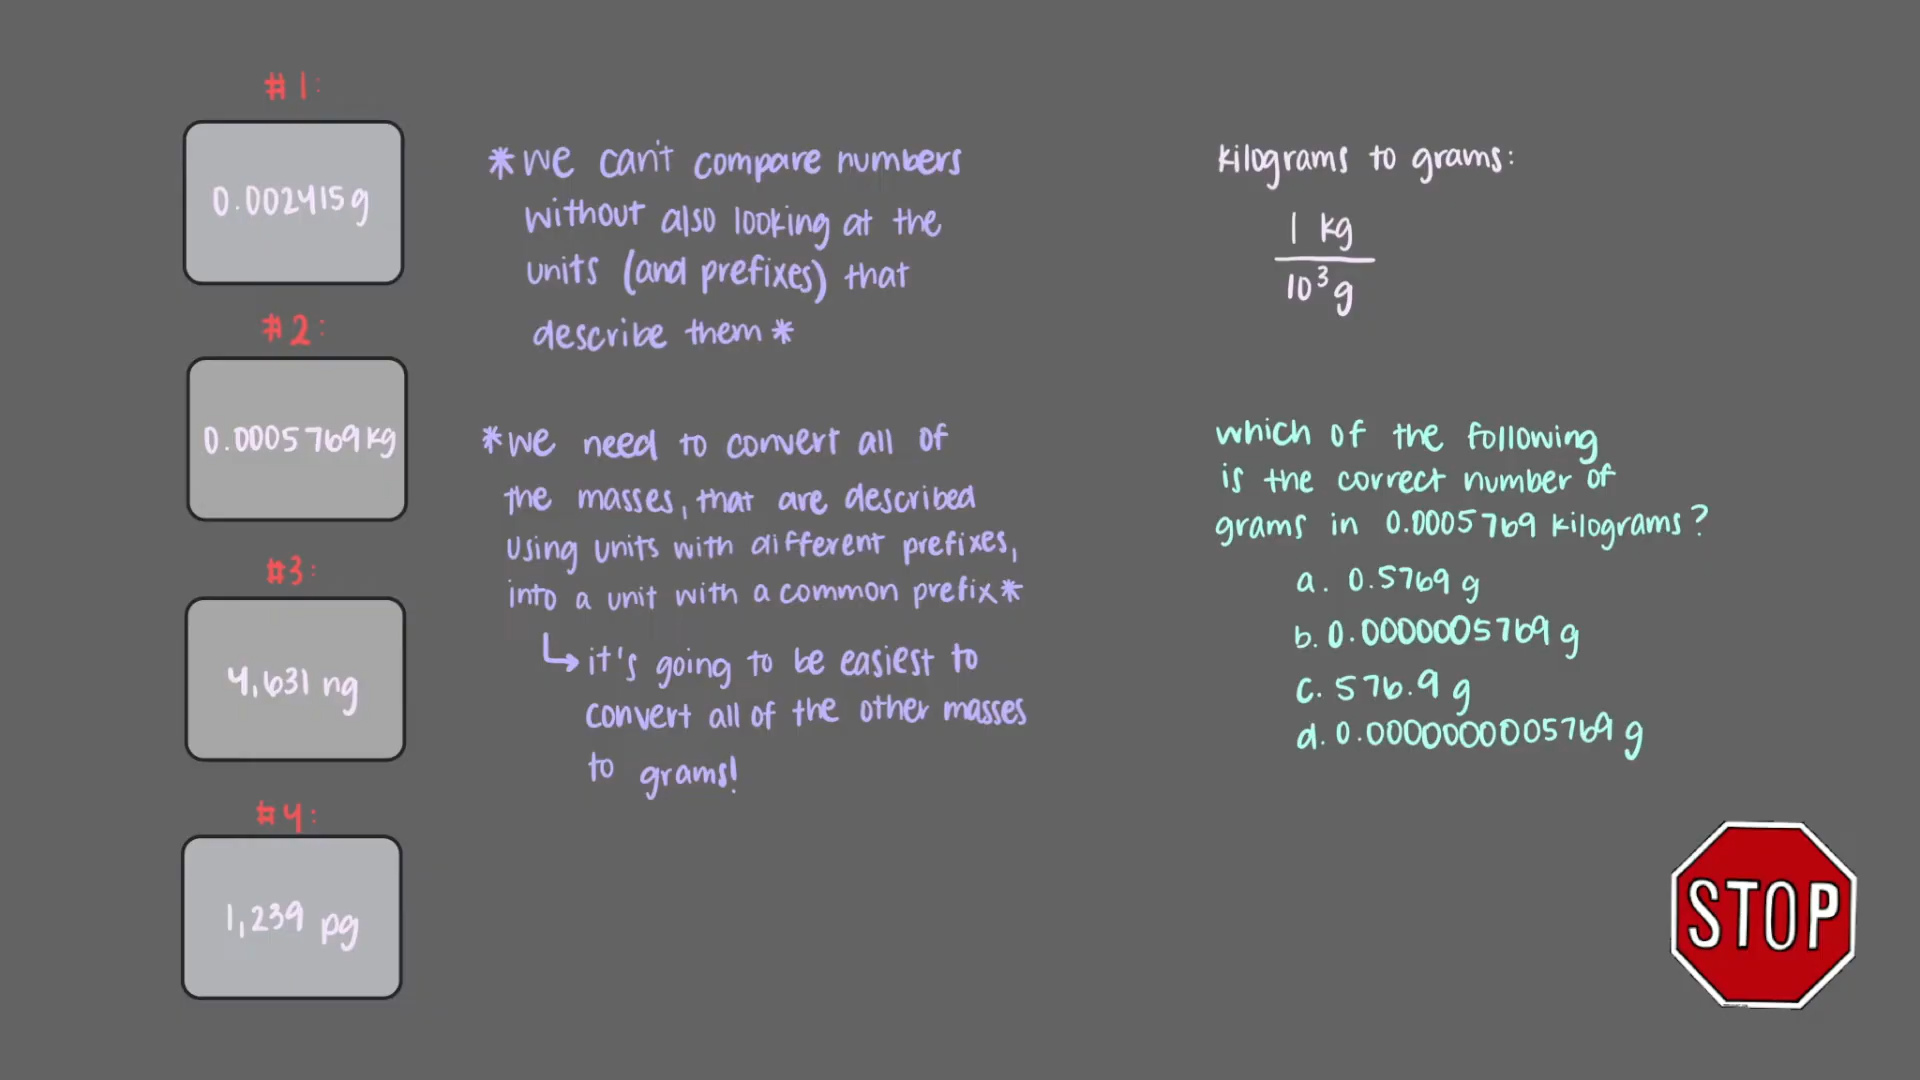 #1:
0.002415g
#2:
0.0005769kg
#3:
4,631 ng
#4:
1,239 pg
*we can't compare numbers
without also looking at the
units (and prefixes) that
describe them*
*we need to convert all of
the masses, that are described
using units with different prefixes,
into a unit with a common prefix*
↳it's going to be easiest to
convert all of the other masses
to grams!
kilograms to grams:
1 kg
10³g
which of the following
is the correct number of
grams in 0.0005769 kilograms?
a. 0.5769 g
b. 0.0000005769 g
c. 576.9 g
d. 0.0000000005769 g
STOP